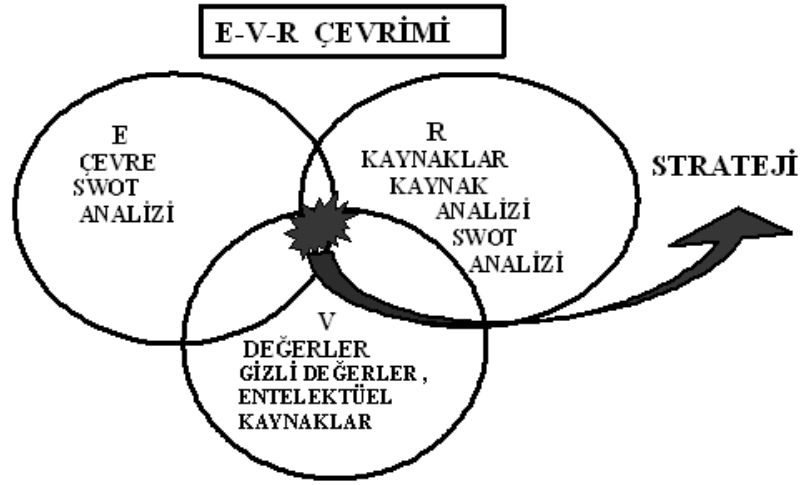 E-V-R ÇEVRİMİ
E
ÇEVRE
SWOT
ANALİZİ
R
KAYNAKLAR
KAYNAK
ANALİZİ
SWOT
ANALİZİ
STRATEJİ
V
DEĞERLER
GİZLİ DEĞERLER ,
ENTELEKTÜEL
KAYNAKLAR